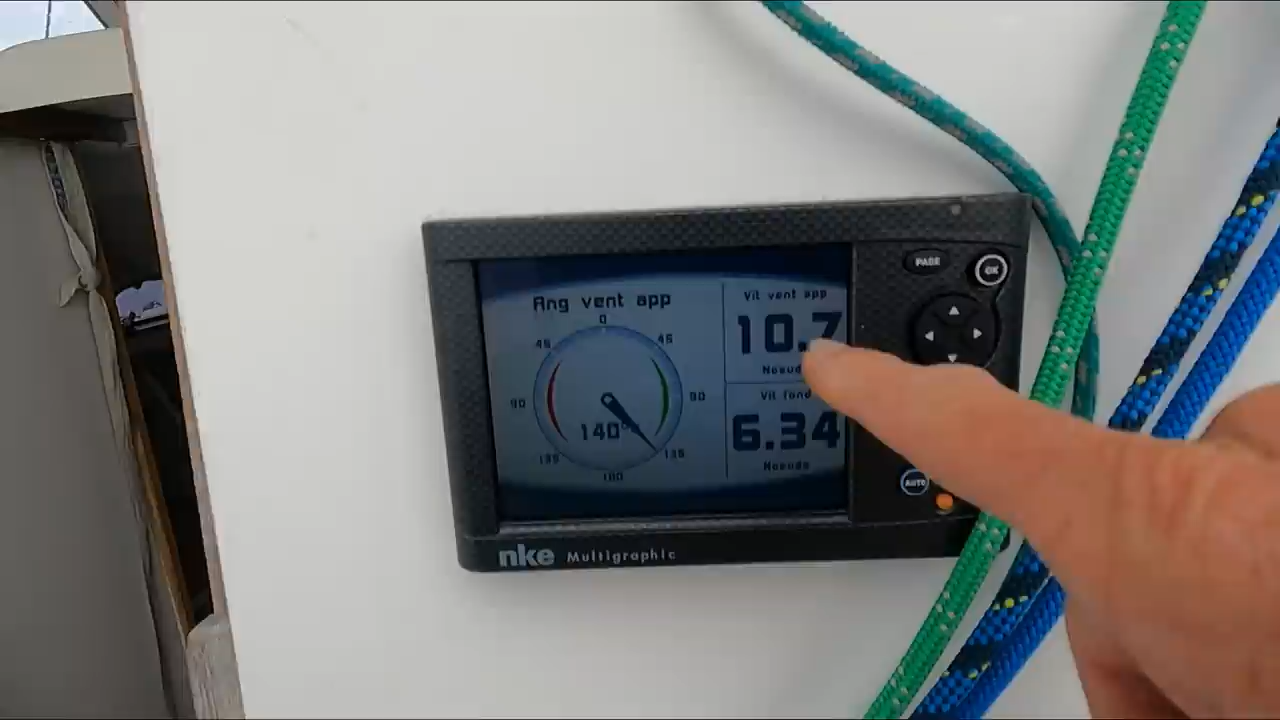 PAGE
OK
Ang vent app
Vit vent app
0
45
45
10.7
90
90
Vit fond
140°
6.34
135
135
180
Noeuds
AUTO
nke Multigraphic